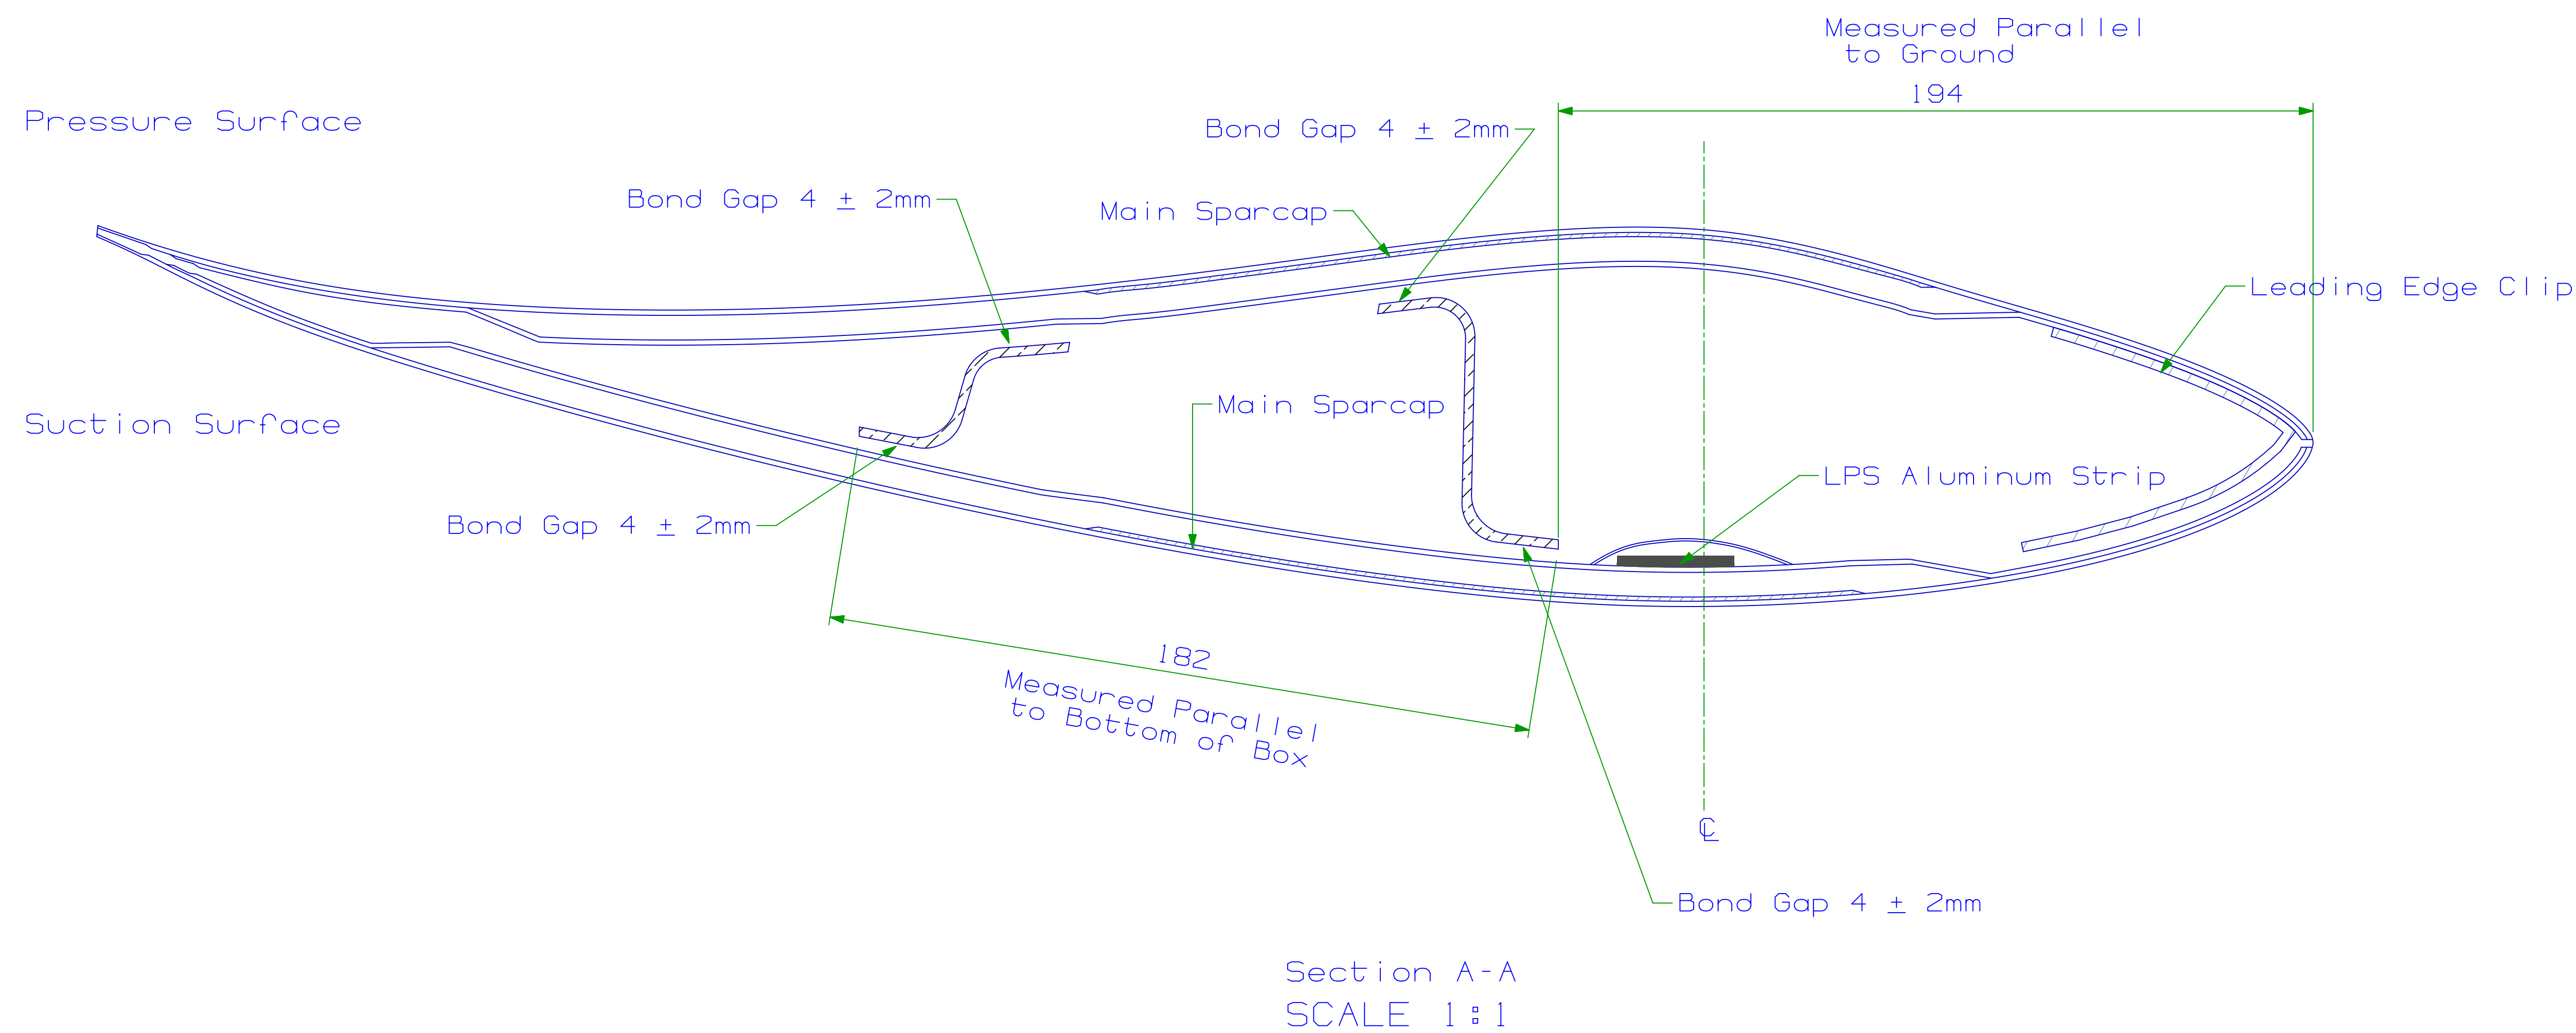 Measured Parallel
to Ground
194
Pressure Surface
Bond Gap 4 ± 2mm
Bond Gap 4 ± 2mm
Main Sparcap
Leading Edge Clip
Suction Surface
Main Sparcap
LPS Aluminum Strip
Bond Gap 4 ± 2mm
182
Measured Parallel
to Bottom of Box
℄
Bond Gap 4 ± 2mm
Section A-A
SCALE 1:1